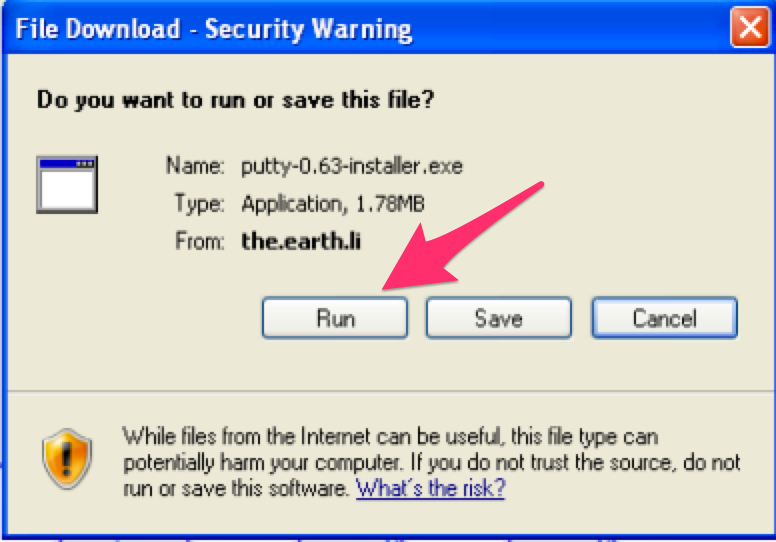 File Download - Security Warning
Do you want to run or save this file?
Name: putty-0.63-installer.exe
Type: Application, 1.78MB
From: the.earth.li
Run Save Cancel
While files from the Internet can be useful, this file type can
potentially harm your computer. If you do not trust the source, do not
run or save this software. What's the risk?